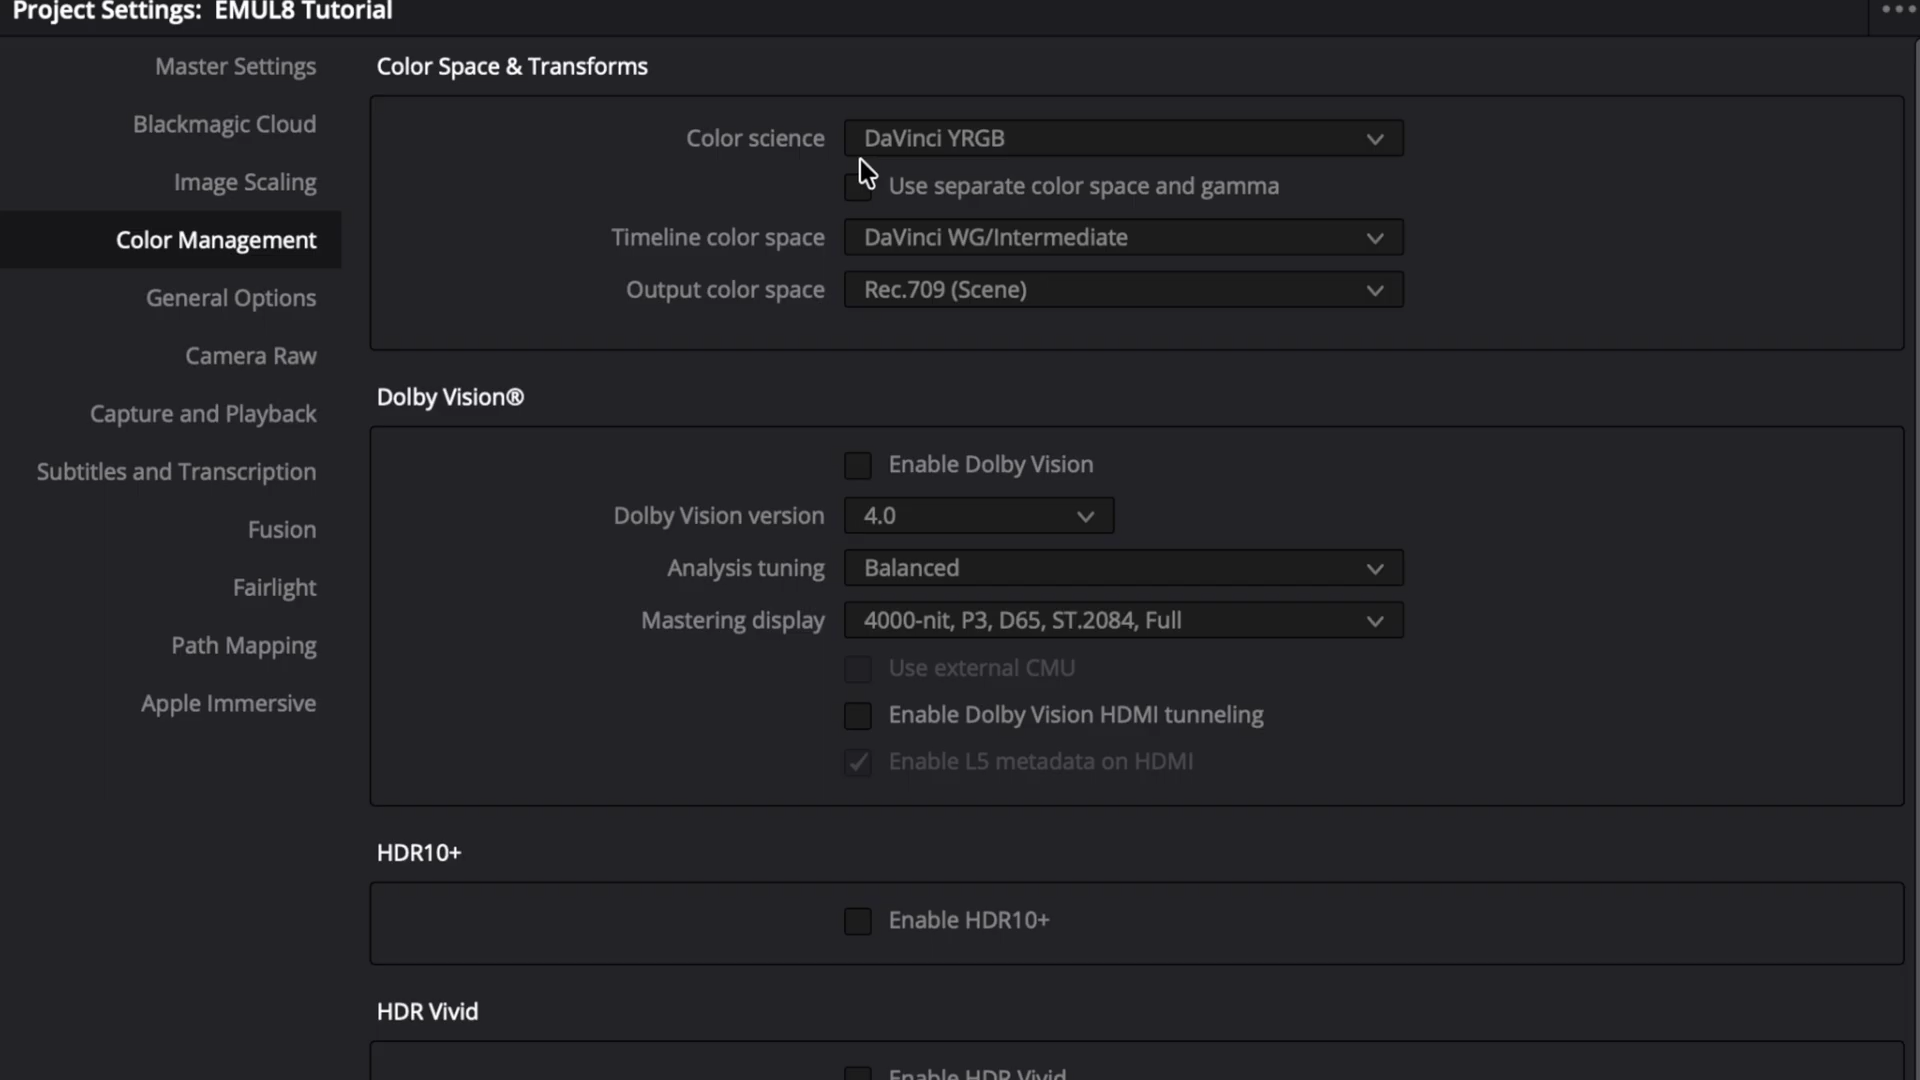 Project Settings: EMUL8 Tutorial
Master Settings
Blackmagic Cloud
Image Scaling
Color Management
General Options
Camera Raw
Capture and Playback
Subtitles and Transcription
Fusion
Fairlight
Path Mapping
Apple Immersive
Color Space & Transforms
Color science DaVinci YRGB
Use separate color space and gamma
Timeline color space DaVinci WG/Intermediate
Output color space Rec.709 (Scene)
Dolby Vision®
Enable Dolby Vision
Dolby Vision version 4.0
Analysis tuning Balanced
Mastering display 4000-nit, P3, D65, ST.2084, Full
Use external CMU
Enable Dolby Vision HDMI tunneling
Enable L5 metadata on HDMI
HDR10+
Enable HDR10+
HDR Vivid
Enable HDR Vivid